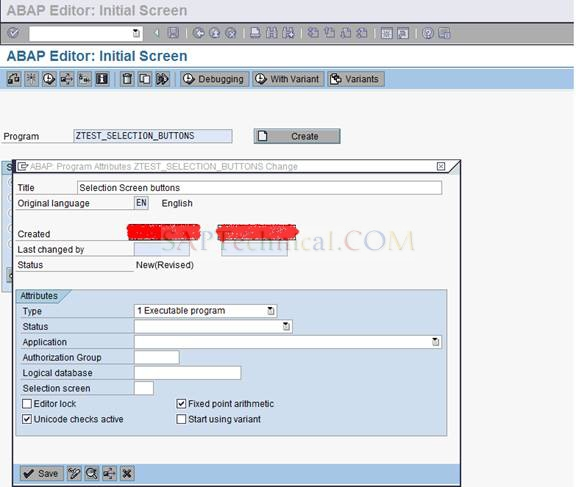 ABAP Editor: Initial Screen
ABAP Editor: Initial Screen
Debugging With Variant Variants
Program ZTEST_SELECTION_BUTTONS Create
S
ABAP: Program Attributes ZTEST_SELECTION_BUTTONS Change
Title Selection Screen buttons
Original language EN English
Created
SAPTechnical.COM
Last changed by
Status New(Revised)
Attributes
Type 1 Executable program
Status
Application
Authorization Group
Logical database
Selection screen
Editor lock Fixed point arithmetic
Unicode checks active Start using variant
Save